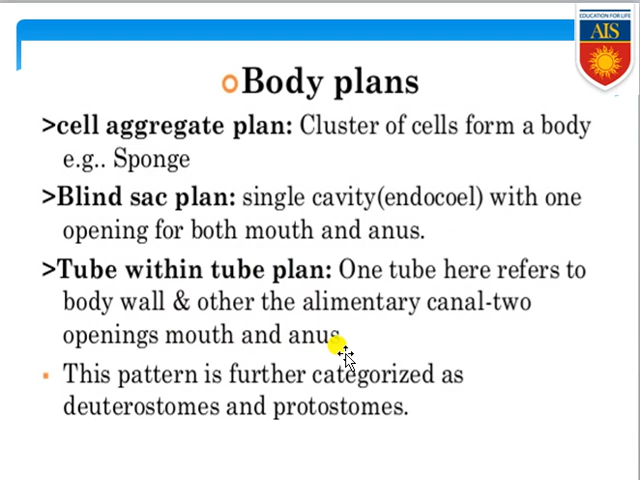 EDUCATION FOR LIFE
AIS
Body plans
>cell aggregate plan: Cluster of cells form a body
e.g.. Sponge
>Blind sac plan: single cavity(endocoel) with one
opening for both mouth and anus.
>Tube within tube plan: One tube here refers to
body wall & other the alimentary canal-two
openings mouth and anus
▪ This pattern is further categorized as
deuterostomes and protostomes.